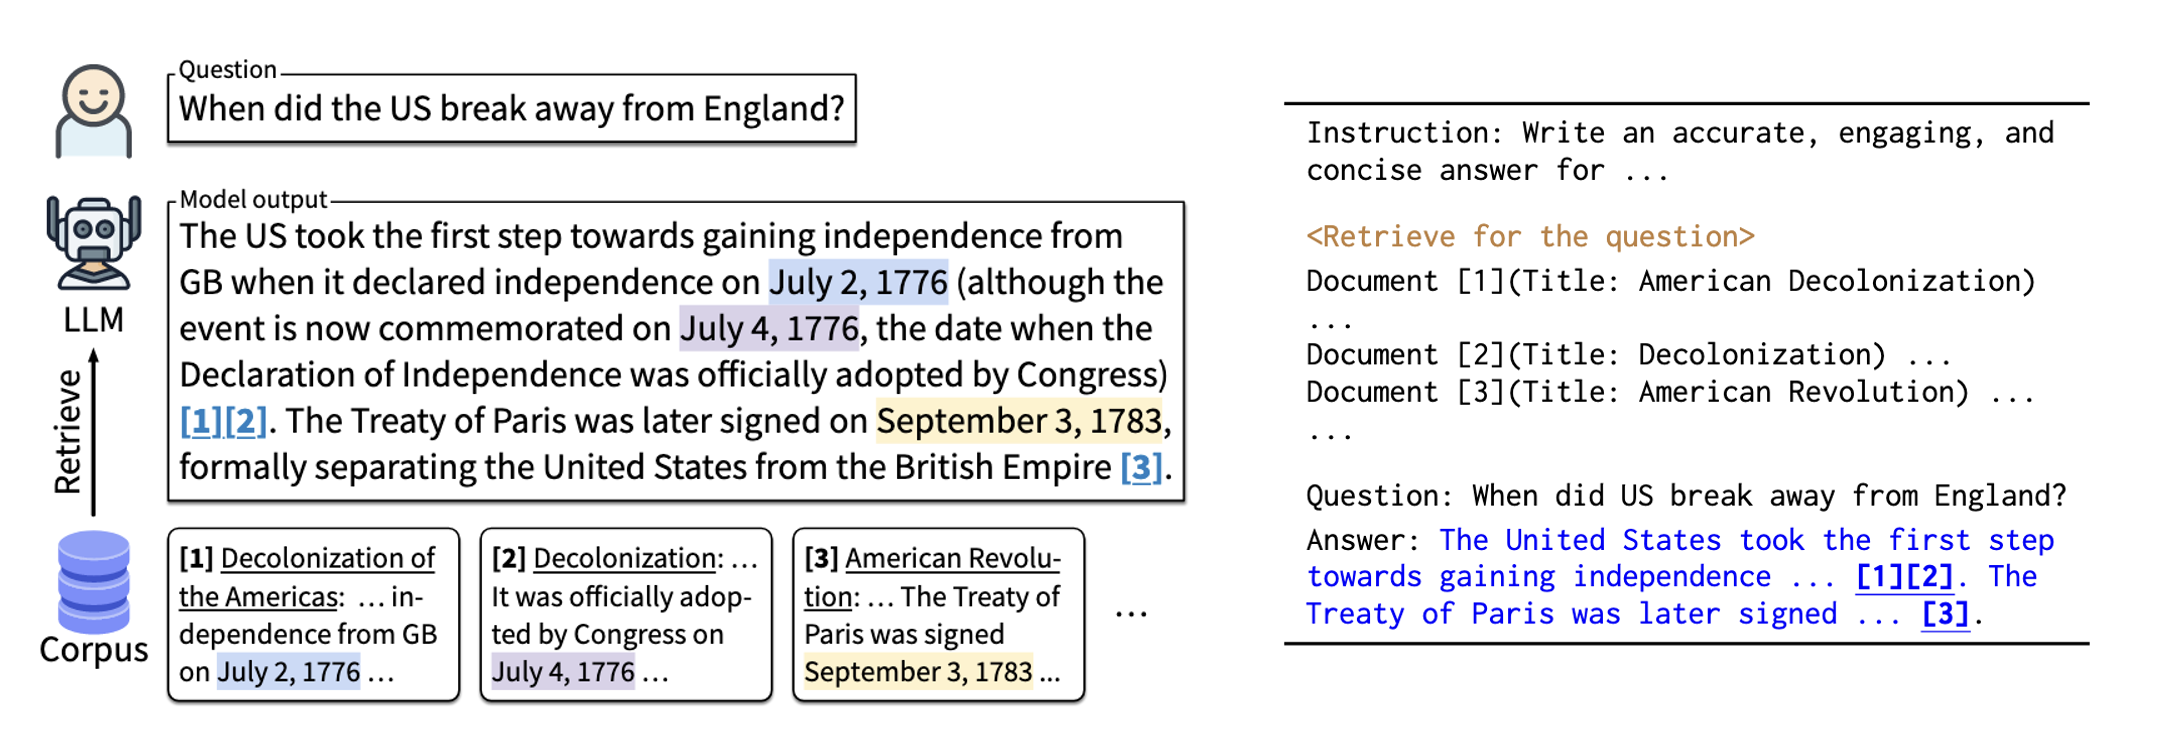 Question
When did the US break away from England?
Model output
The US took the first step towards gaining independence from
GB when it declared independence on July 2, 1776 (although the
event is now commemorated on July 4, 1776, the date when the
Declaration of Independence was officially adopted by Congress)
[1][2]. The Treaty of Paris was later signed on September 3, 1783,
formally separating the United States from the British Empire [3].
LLM
Retrieve
Corpus
[1] Decolonization of
the Americas: ... in-
dependence from GB
on July 2, 1776 ...
[2] Decolonization: ...
It was officially adop-
ted by Congress on
July 4, 1776 ...
[3] American Revolu-
tion: ... The Treaty of
Paris was signed
September 3, 1783 ...
...
Instruction: Write an accurate, engaging, and
concise answer for ...
<Retrieve for the question>
Document [1](Title: American Decolonization)
...
Document [2](Title: Decolonization) ...
Document [3](Title: American Revolution) ...
...
Question: When did US break away from England?
Answer: The United States took the first step
towards gaining independence ... [1][2]. The
Treaty of Paris was later signed ... [3].